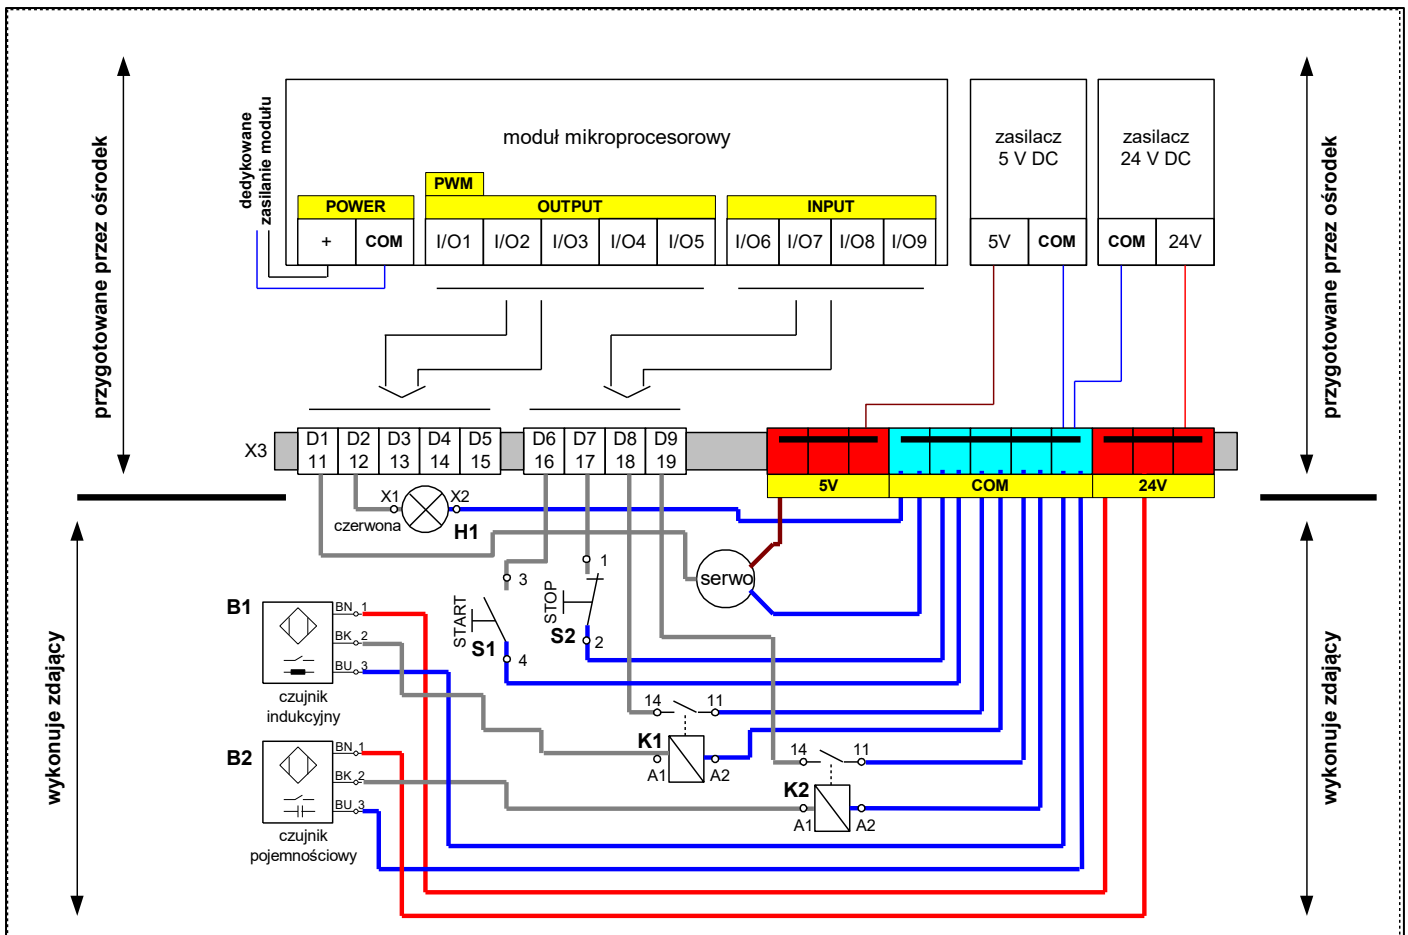 przygotowane przez ośrodek
dedykowane
zasilanie modułu
moduł mikroprocesorowy
zasilacz
5 V DC
zasilacz
24 V DC
przygotowane przez ośrodek
PWM
POWER
OUTPUT
INPUT
+ COM I/O1 I/O2 I/O3 I/O4 I/O5 I/O6 I/O7 I/O8 I/O9 5V COM COM 24V
X3
D1 D2 D3 D4 D5 D6 D7 D8 D9
11 12 13 14 15 16 17 18 19
5V COM 24V
X1 X2
czerwona
H1
wykonuje zdający
3
START
S1
4
1
STOP
S2
2
serwo
B1
BN 1
BK 2
BU 3
czujnik
indukcyjny
14 11
K1
A1 A2
B2
BN 1
BK 2
BU 3
czujnik
pojemnościowy
14 11
K2
A1 A2
wykonuje zdający